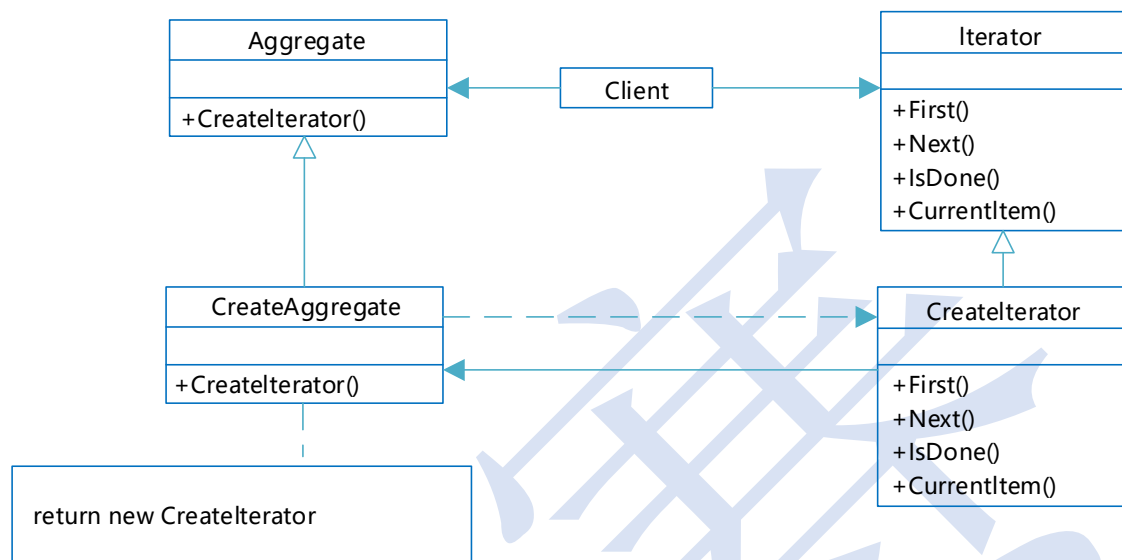 Aggregate
+CreateIterator()
Client
Iterator
+First()
+Next()
+IsDone()
+CurrentItem()
CreateAggregate
+CreateIterator()
CreateIterator
+First()
+Next()
+IsDone()
+CurrentItem()
return new CreateIterator